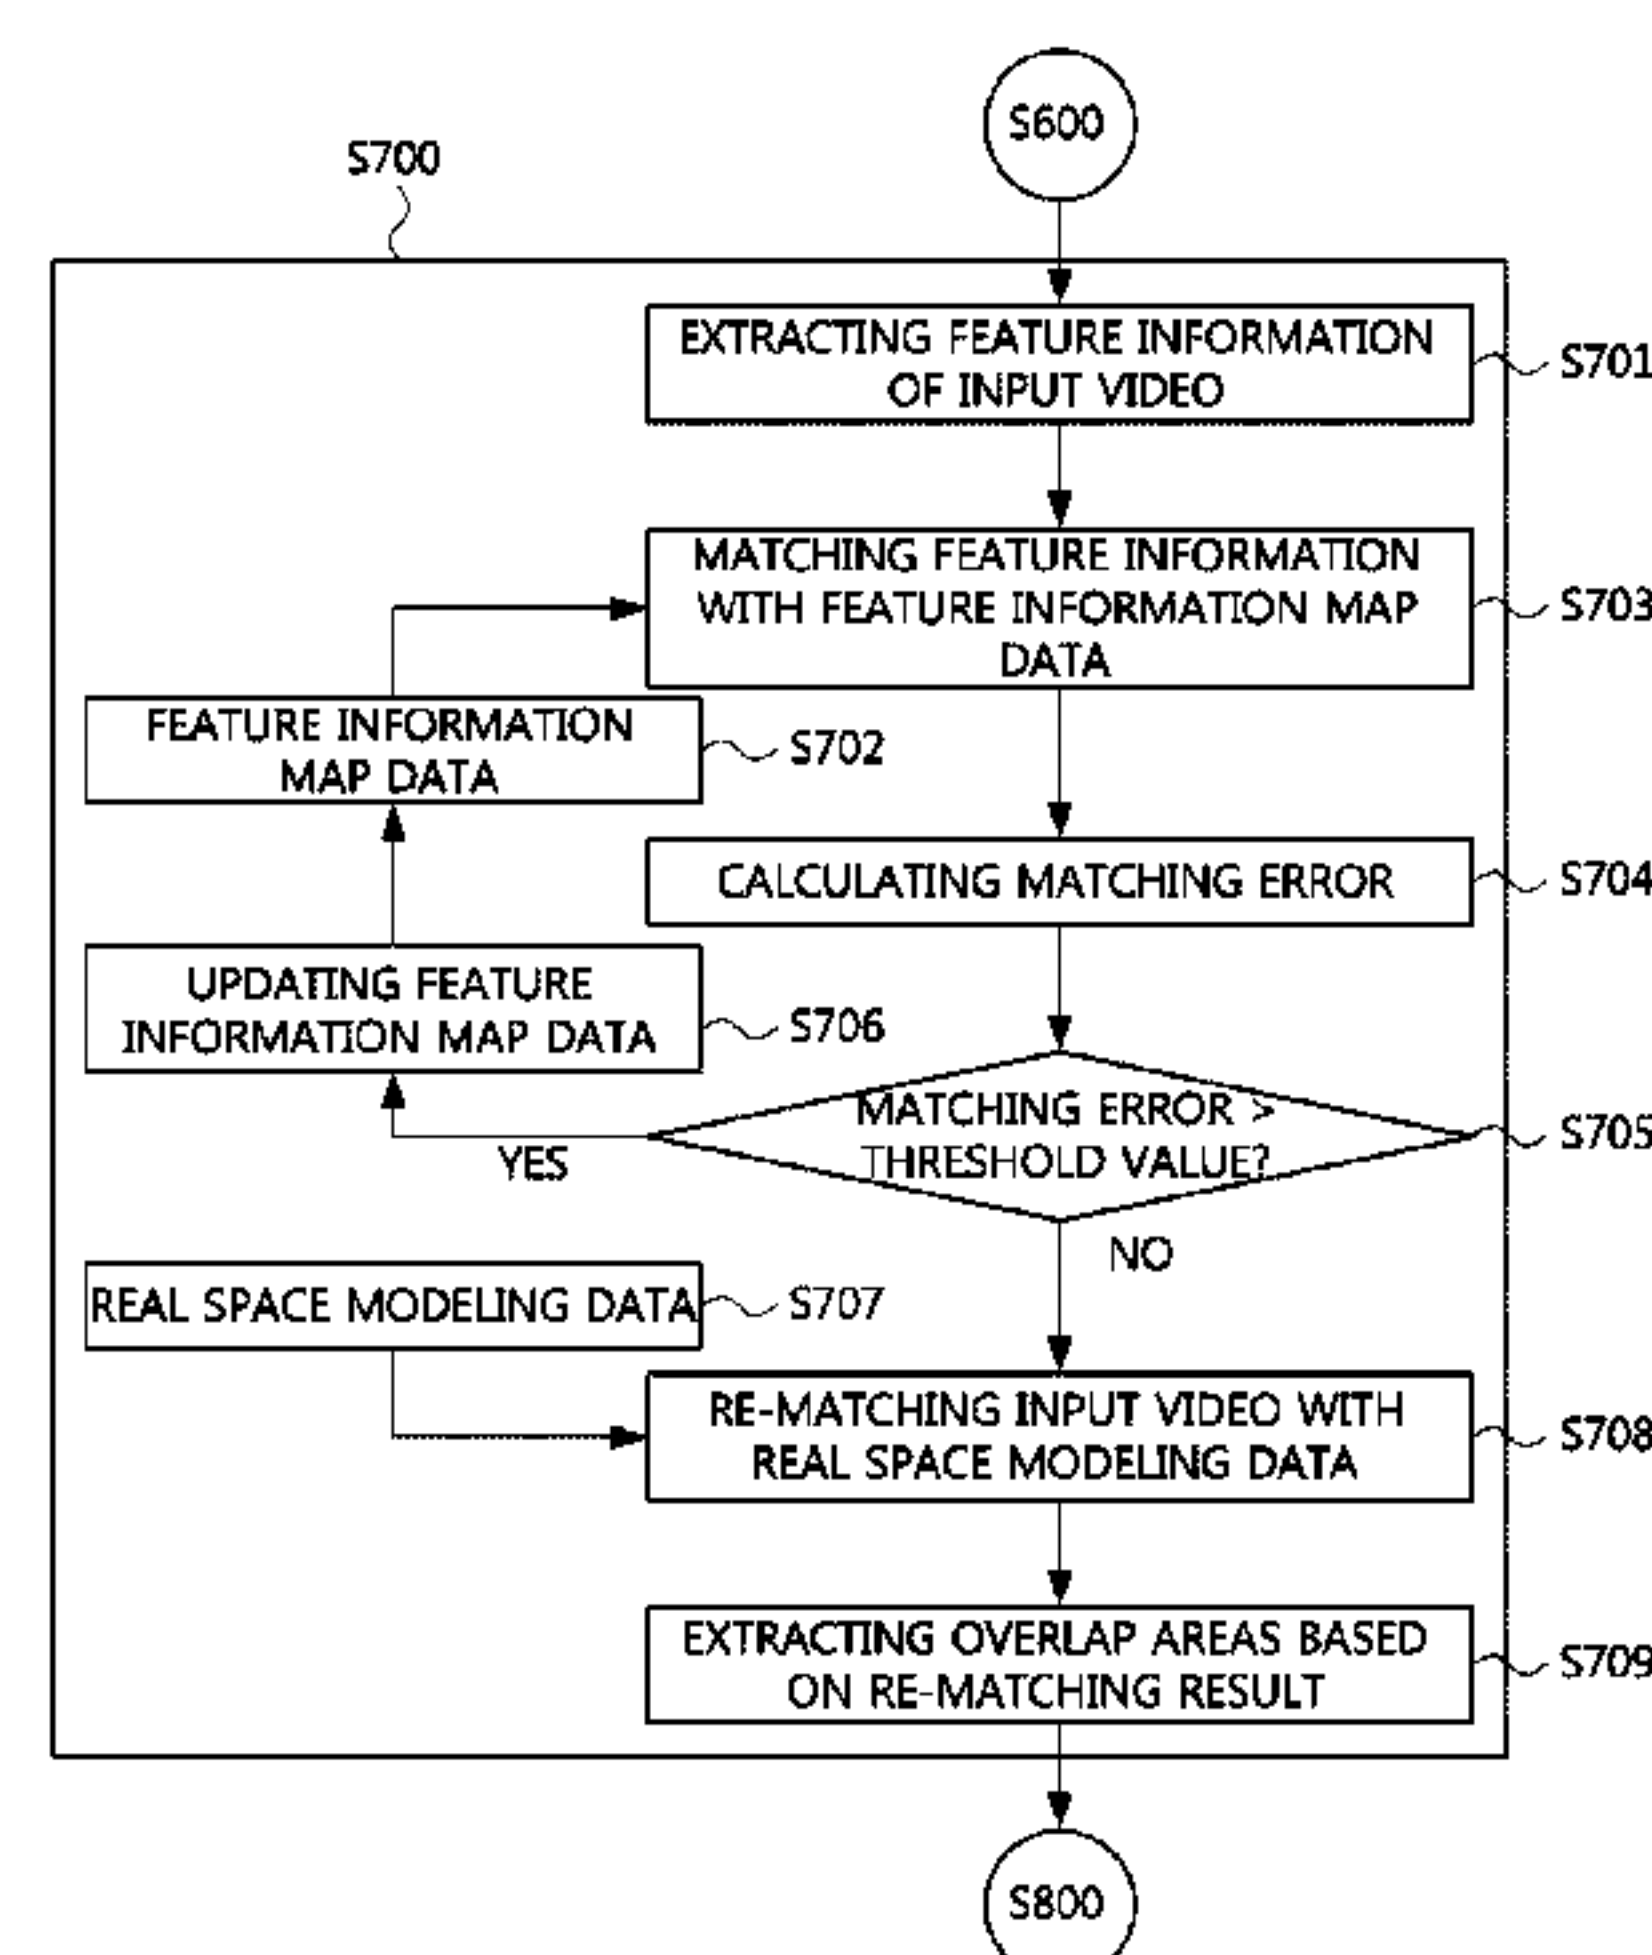 S600
S700
EXTRACTING FEATURE INFORMATION
OF INPUT VIDEO
S701
MATCHING FEATURE INFORMATION
WITH FEATURE INFORMATION MAP
DATA
S703
FEATURE INFORMATION
MAP DATA
S702
CALCULATING MATCHING ERROR
S704
UPDATING FEATURE
INFORMATION MAP DATA
S706
MATCHING ERROR >
THRESHOLD VALUE?
S705
YES
NO
REAL SPACE MODELING DATA
S707
RE-MATCHING INPUT VIDEO WITH
REAL SPACE MODELING DATA
S708
EXTRACTING OVERLAP AREAS BASED
ON RE-MATCHING RESULT
S709
S800